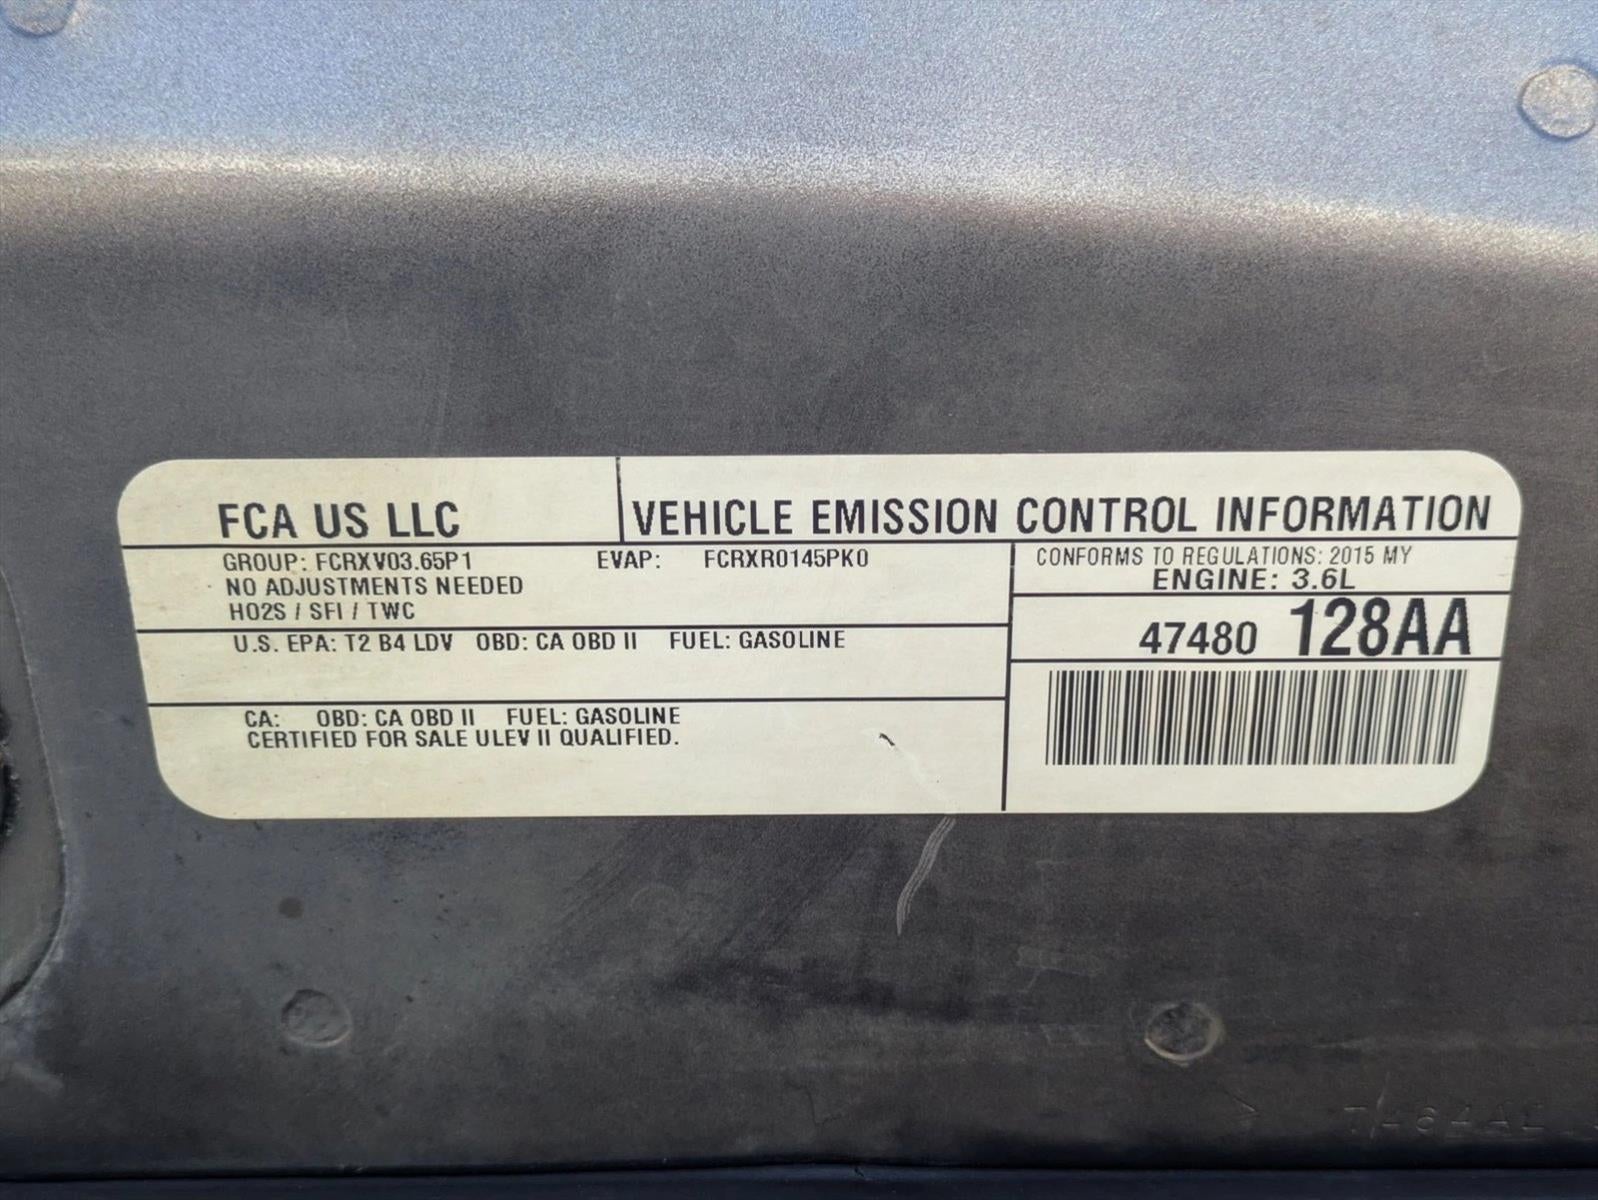 FCA US LLC
VEHICLE EMISSION CONTROL INFORMATION
GROUP: FCRXV03.65P1 EVAP: FCRXR0145PK0
NO ADJUSTMENTS NEEDED
HO2S / SFI / TWC
CONFORMS TO REGULATIONS: 2015 MY
ENGINE: 3.6L
47480 128AA
U.S. EPA: T2 B4 LDV OBD: CA OBD II FUEL: GASOLINE
CA: OBD: CA OBD II FUEL: GASOLINE
CERTIFIED FOR SALE ULEV II QUALIFIED.